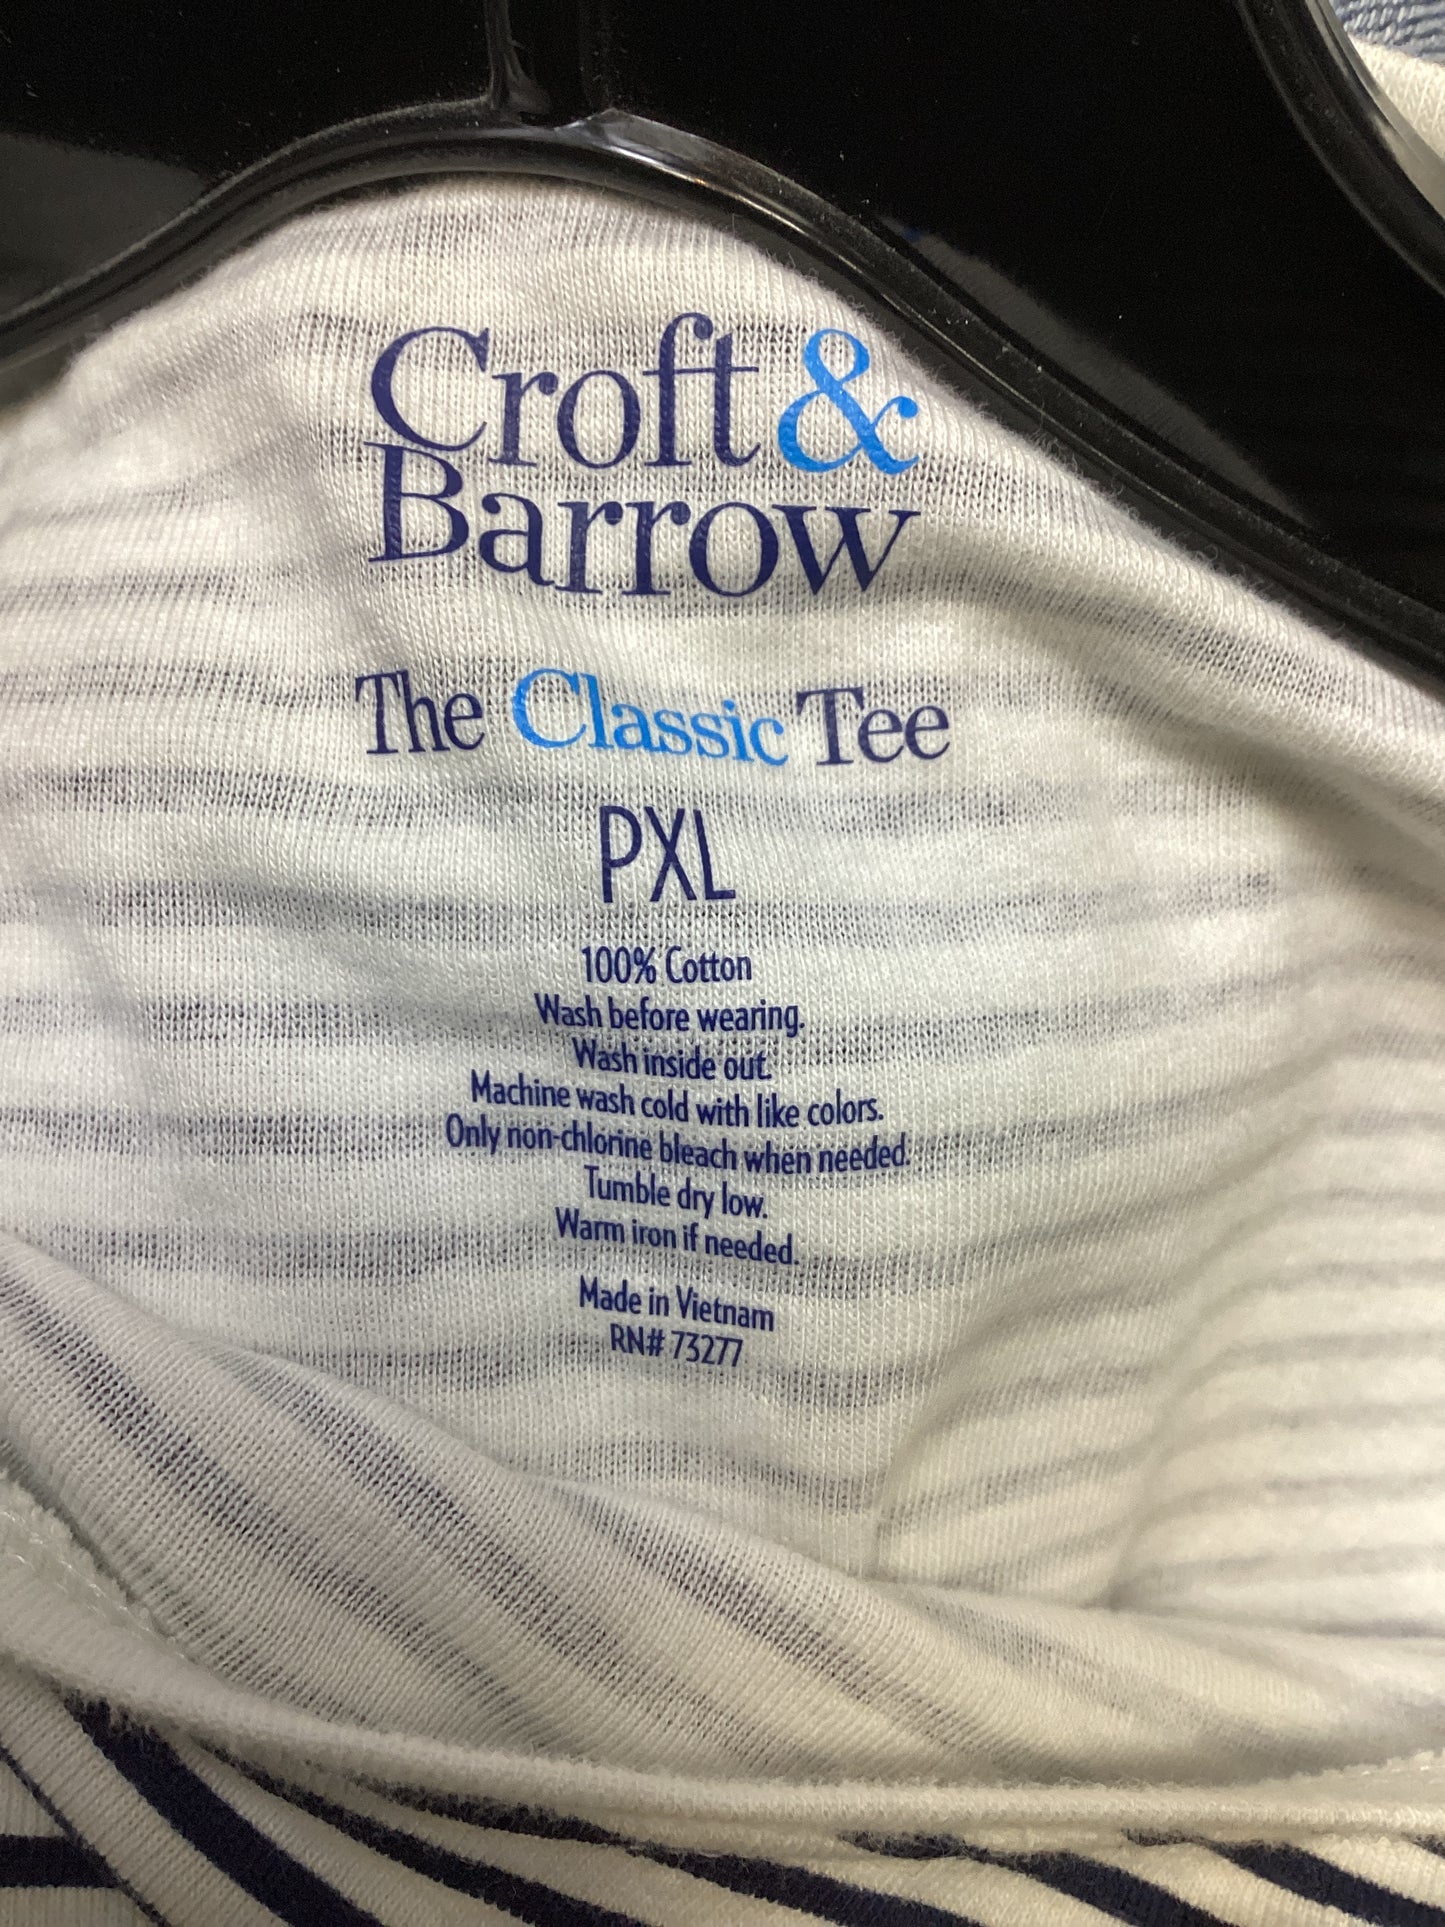 Croft &
Barrow
The Classic Tee
PXL
100% Cotton
Wash before wearing.
Wash inside out.
Machine wash cold with like colors.
Only non-chlorine bleach when needed.
Tumble dry low.
Warm iron if needed.
Made in Vietnam
RN# 73277